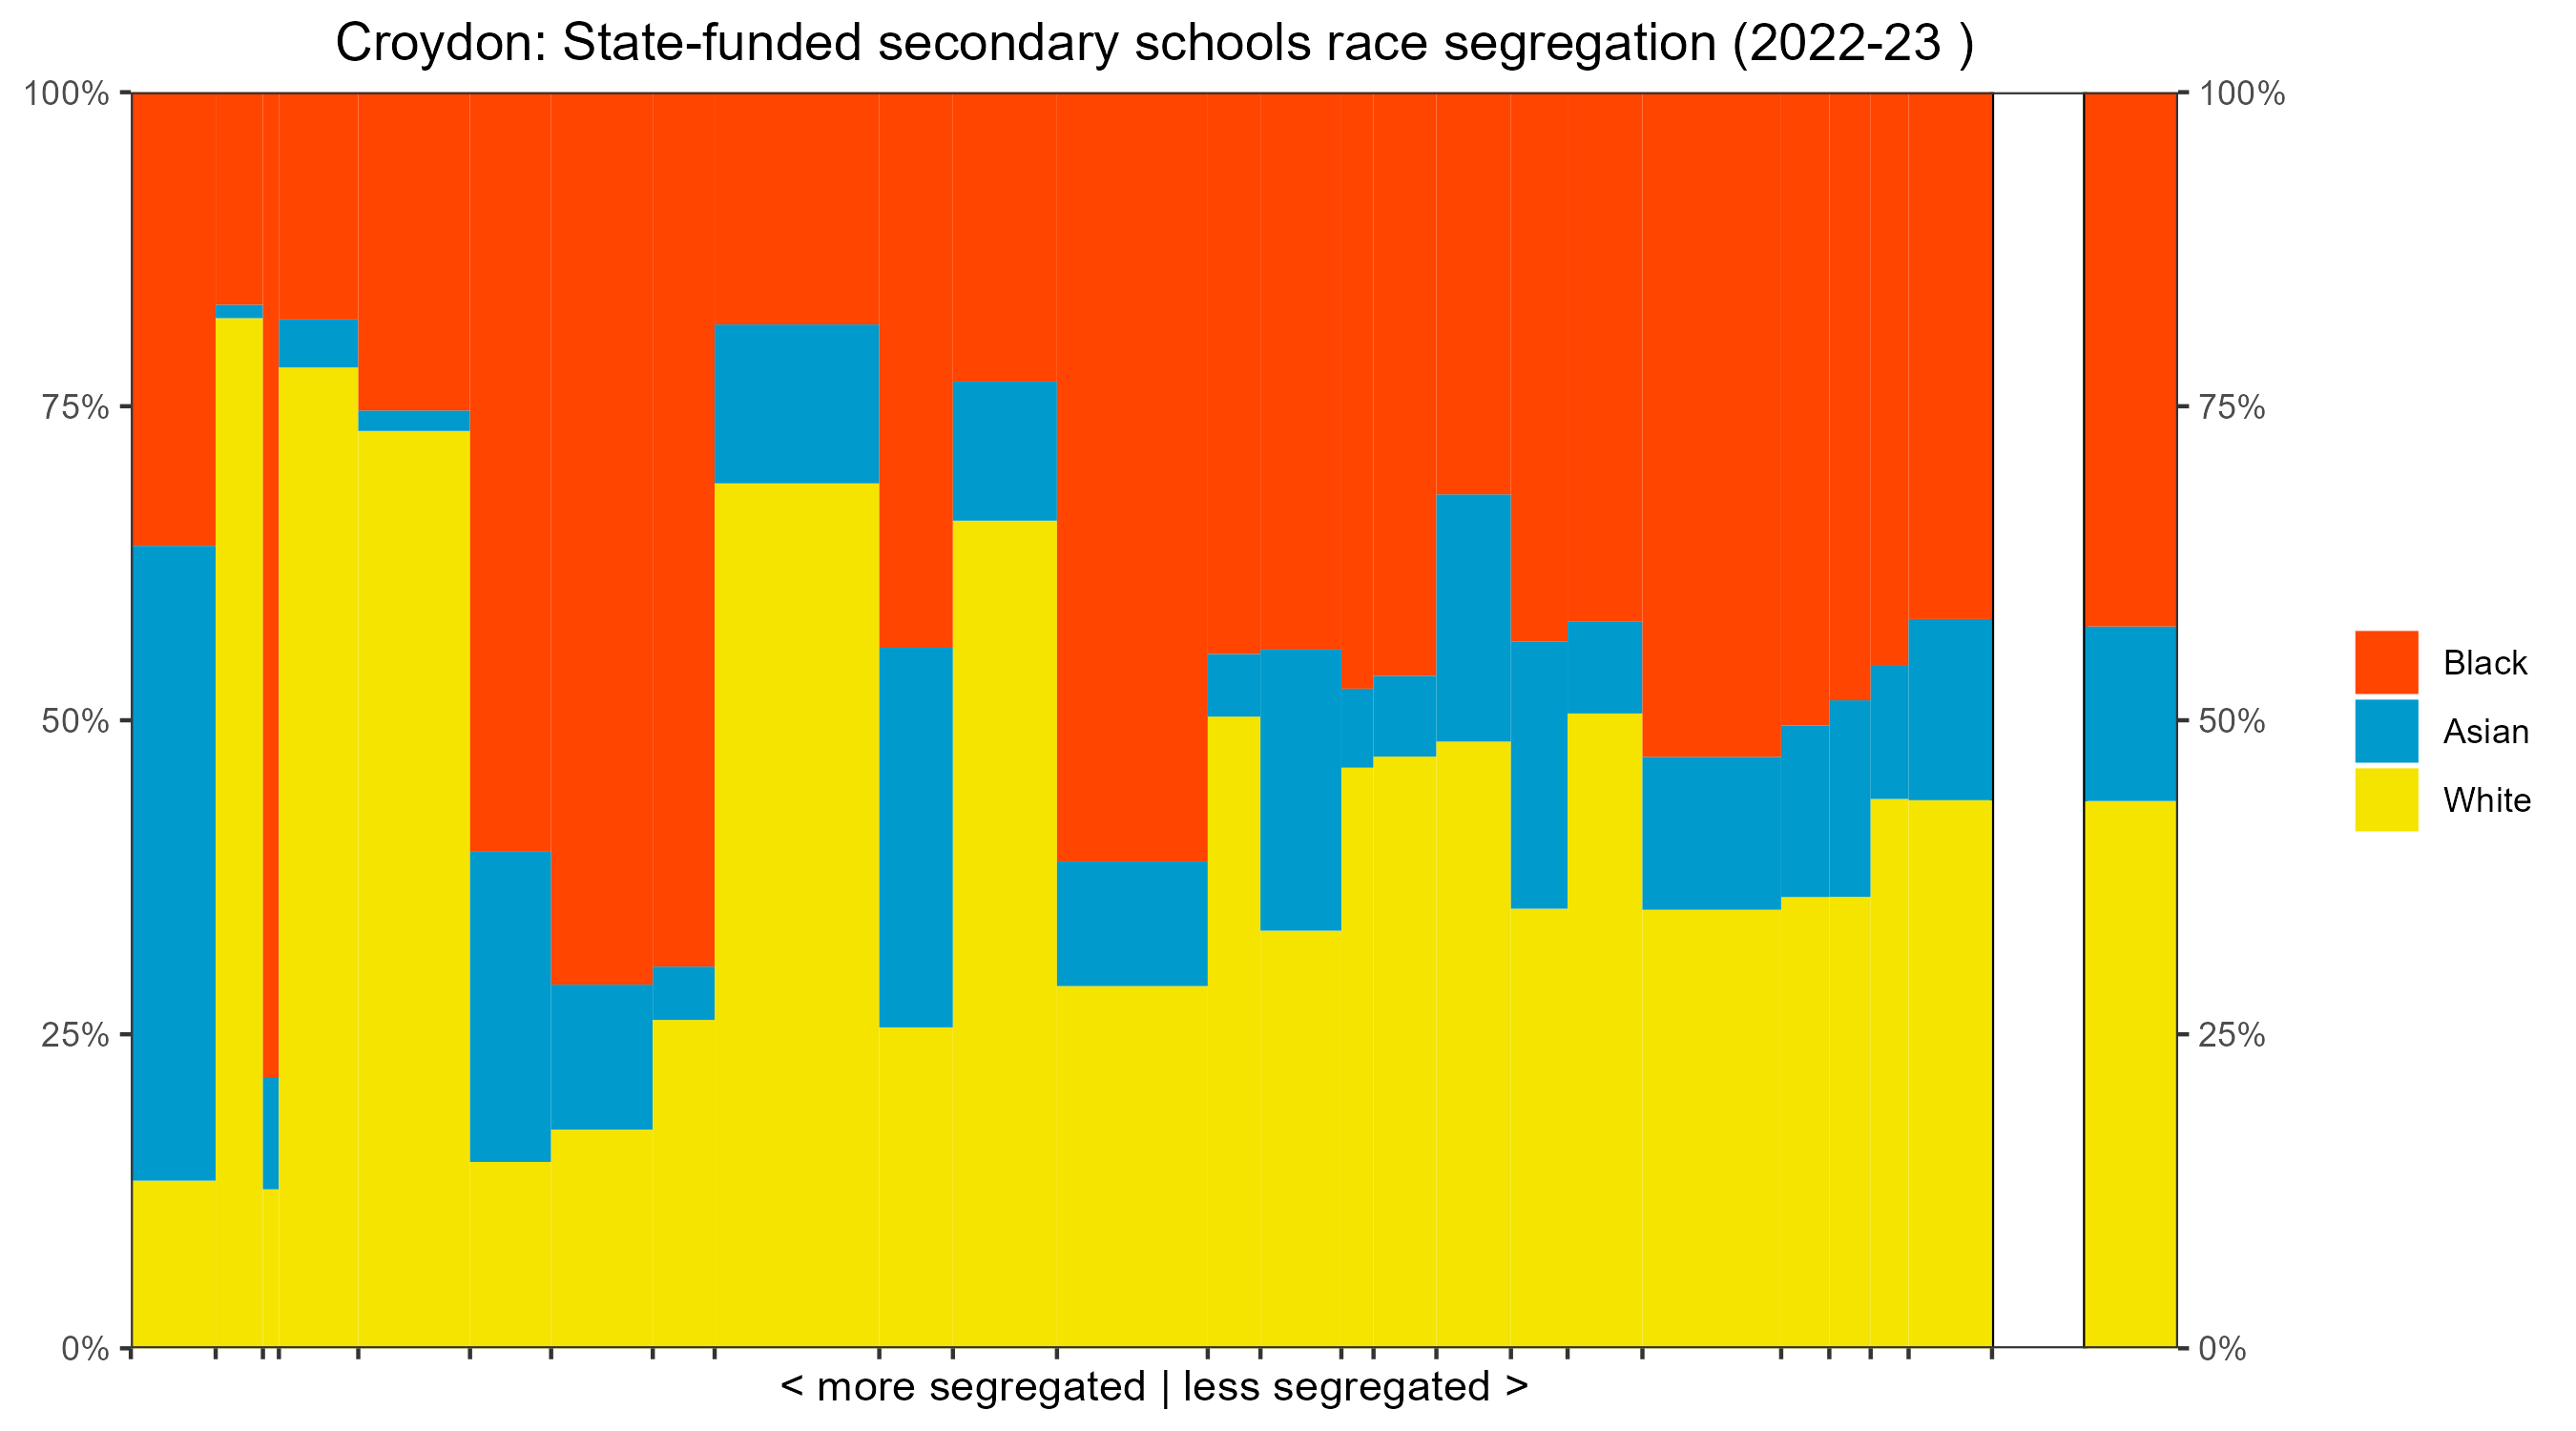 Croydon: State-funded secondary schools race segregation (2022-23 )
100%
75%
50%
25%
0%
100%
75%
50%
25%
0%
< more segregated | less segregated >
Black
Asian
White